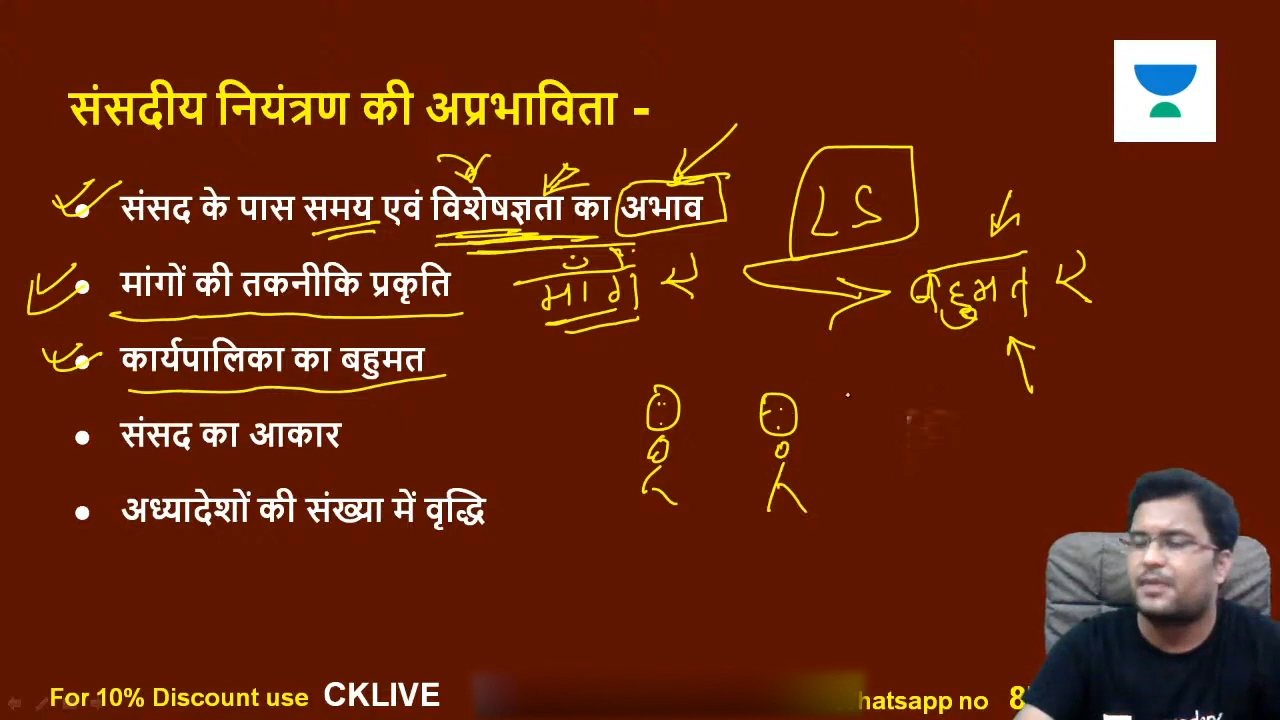 संसदीय नियंत्रण की अप्रभाविता -
• संसद के पास समय एवं विशेषज्ञता का अभाव
LS
• मांगों की तकनीकि प्रकृति
मांग
बहुमत
• कार्यपालिका का बहुमत
• संसद का आकार
• अध्यादेशों की संख्या में वृद्धि
For 10% Discount use CKLIVE
hatsapp no 8